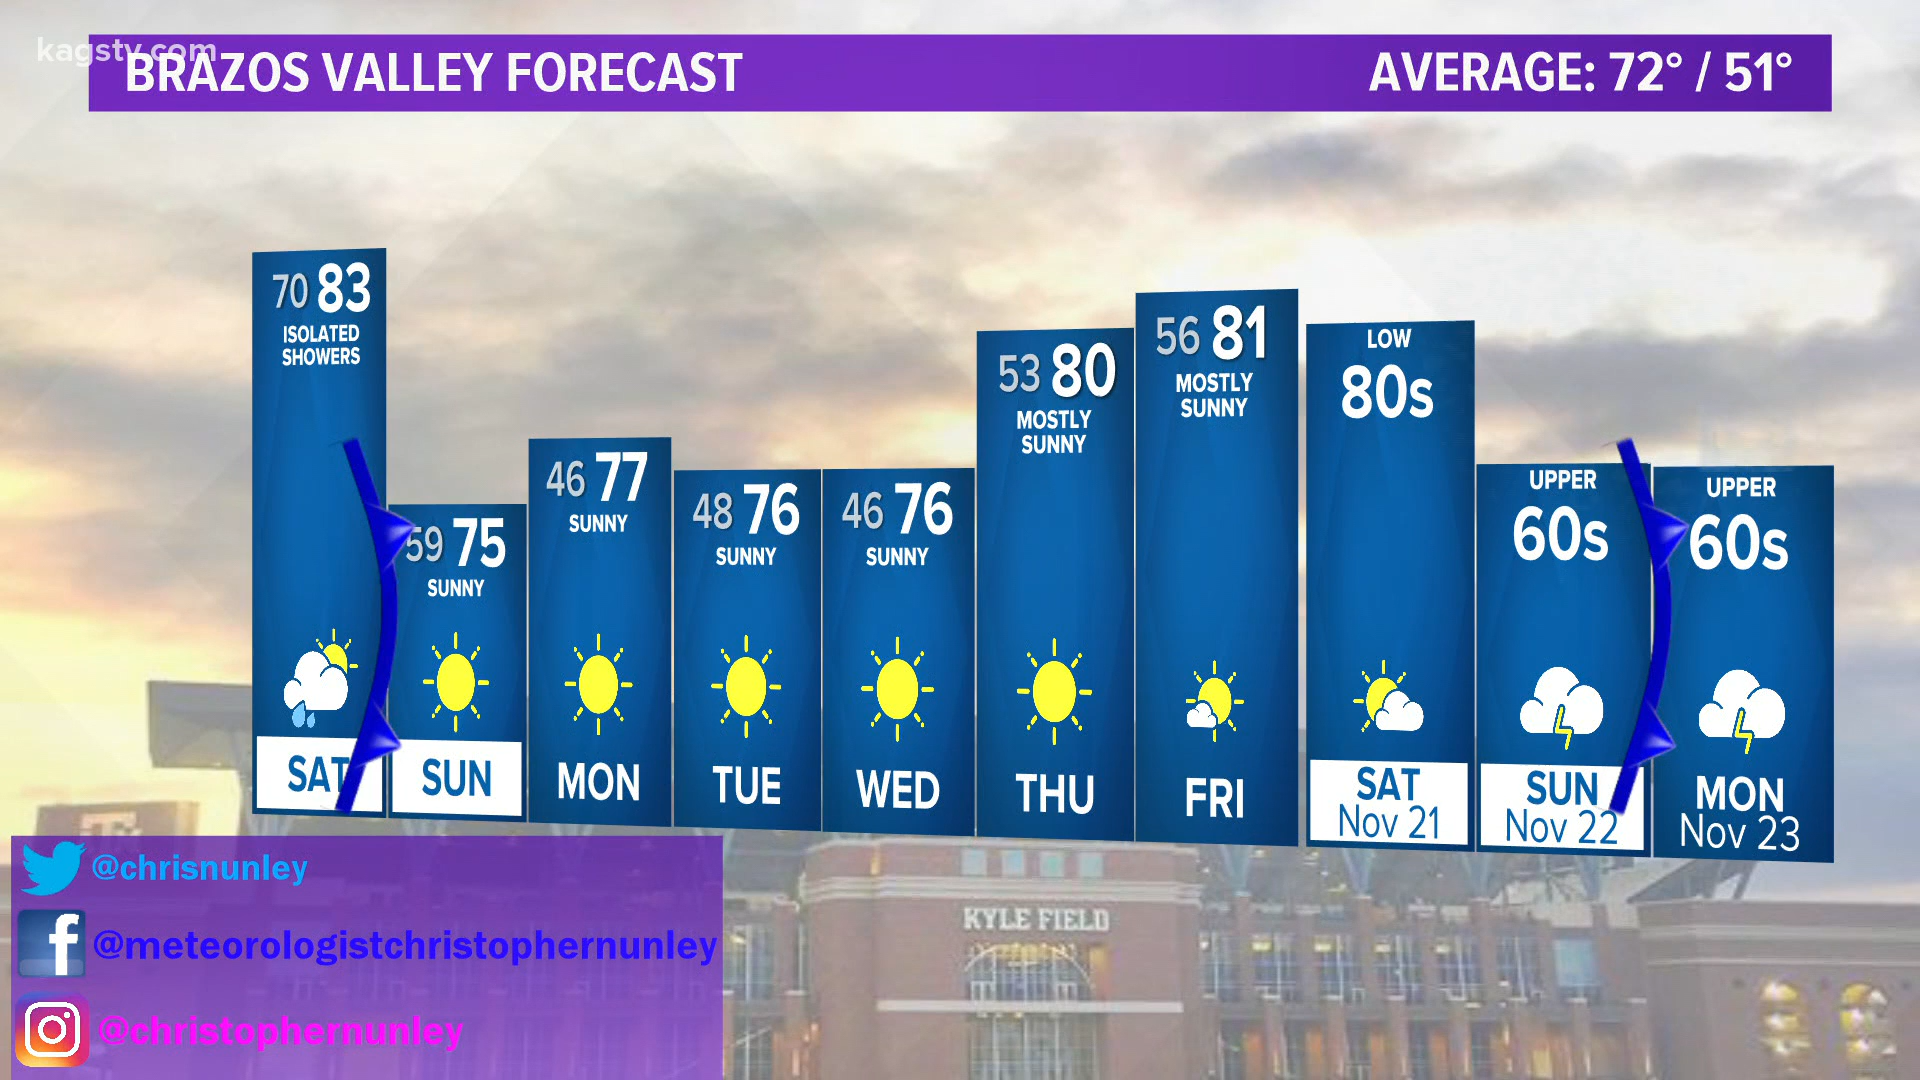 kagstv.com
BRAZOS VALLEY FORECAST
AVERAGE: 72° / 51°
70 83
ISOLATED
SHOWERS
SAT
59 75
SUNNY
SUN
46 77
SUNNY
MON
48 76
SUNNY
TUE
46 76
SUNNY
WED
53 80
MOSTLY
SUNNY
THU
56 81
MOSTLY
SUNNY
FRI
LOW
80s
SAT
Nov 21
UPPER
60s
SUN
Nov 22
UPPER
60s
MON
Nov 23
@chrisnunley
@meteorologistchristophernunley
@christophernunley
KYLE FIELD